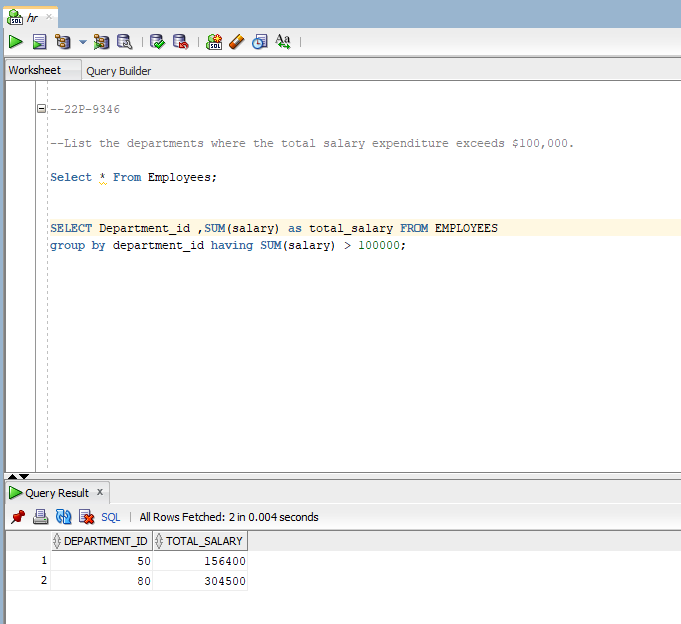 hr
SQL
Aa
Worksheet Query Builder
--22P-9346
--List the departments where the total salary expenditure exceeds $100,000.
Select * From Employees;
SELECT Department_id ,SUM(salary) as total_salary FROM EMPLOYEES
group by department_id having SUM(salary) > 100000;
Query Result x
SQL | All Rows Fetched: 2 in 0.004 seconds
DEPARTMENT_ID TOTAL_SALARY
1 50 156400
2 80 304500